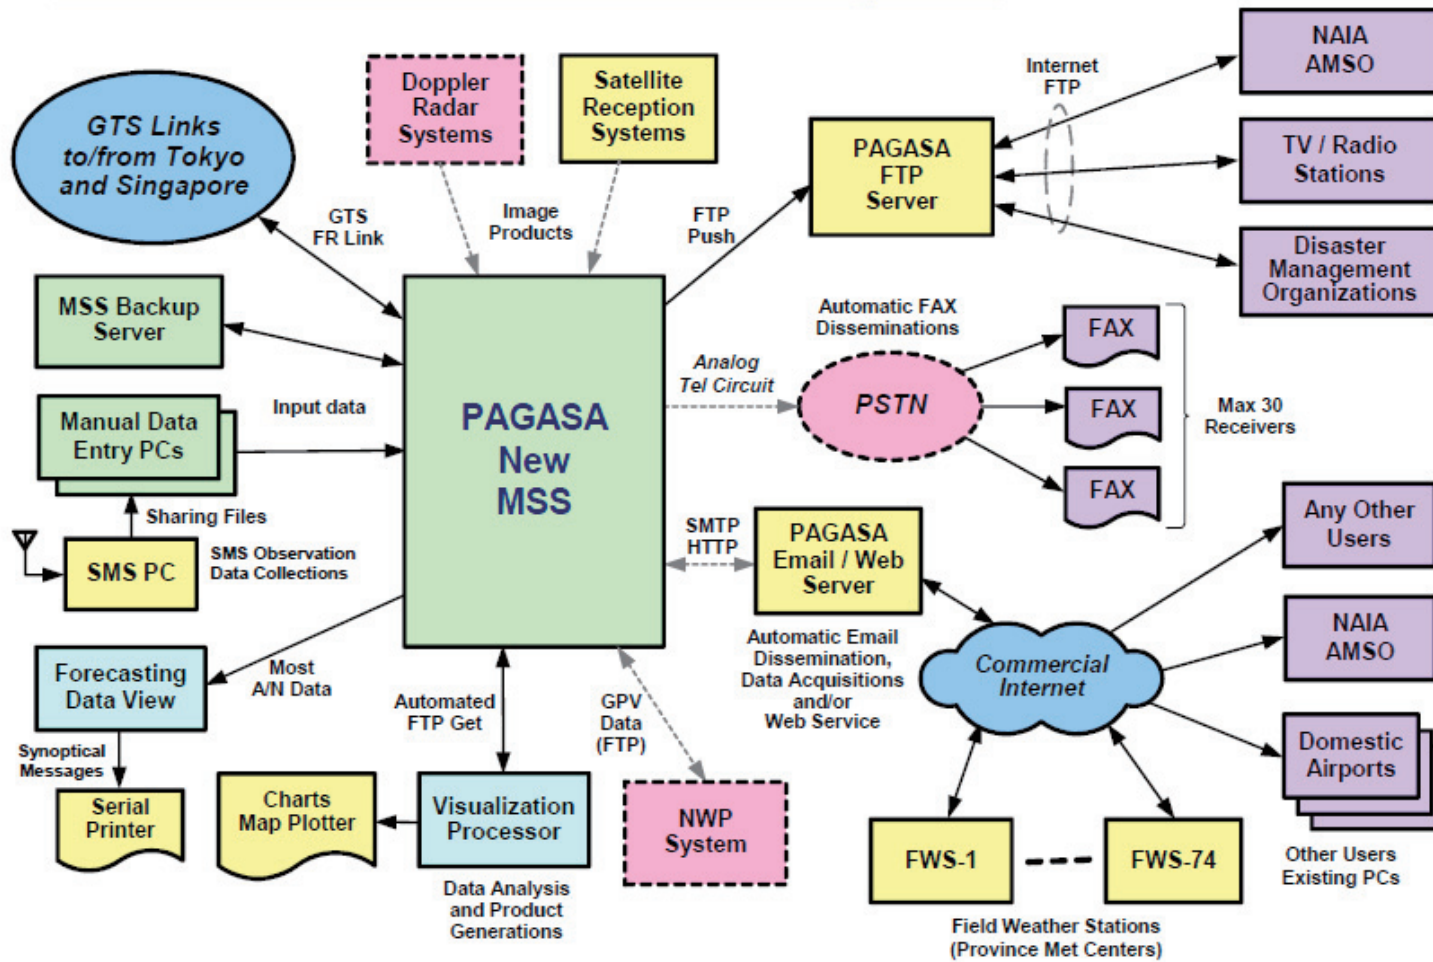 GTS Links
to/from Tokyo
and Singapore
Doppler
Radar
Systems
Satellite
Reception
Systems
Internet
FTP
NAIA
AMSO
PAGASA
FTP
Server
TV / Radio
Stations
Disaster
Management
Organizations
GTS
FR Link
Image
Products
FTP
Push
MSS Backup
Server
Manual Data
Entry PCs
Input data
Sharing Files
SMS PC
SMS Observation
Data Collections
PAGASA
New
MSS
Analog
Tel Circuit
Automatic FAX
Disseminations
PSTN
FAX
FAX
FAX
Max 30
Receivers
SMTP
HTTP
PAGASA
Email / Web
Server
Automatic Email
Dissemination,
Data Acquisitions
and/or
Web Service
Commercial
Internet
Any Other
Users
NAIA
AMSO
Domestic
Airports
Other Users
Existing PCs
Forecasting
Data View
Most
A/N Data
Synoptical
Messages
Serial
Printer
Charts
Map Plotter
Automated
FTP Get
Visualization
Processor
Data Analysis
and Product
Generations
GPV
Data
(FTP)
NWP
System
FWS-1
FWS-74
Field Weather Stations
(Province Met Centers)